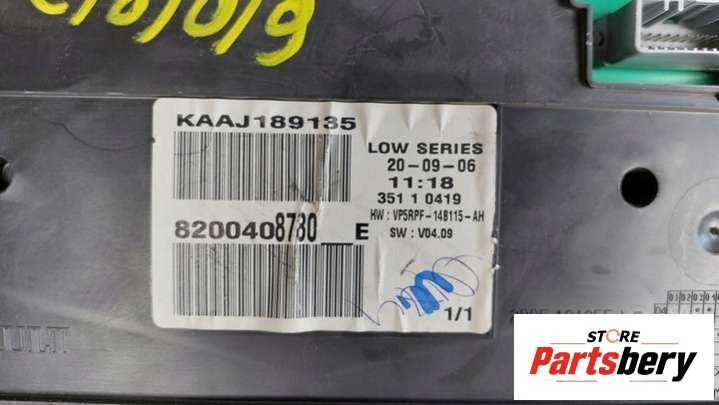 KAAJ189135
LOW SERIES
20-09-06
11:18
351 1 0419
HW : VP5RPF-14B115-AH
SW : V04.09
8200408780__E
1/1
STORE
Partsbery